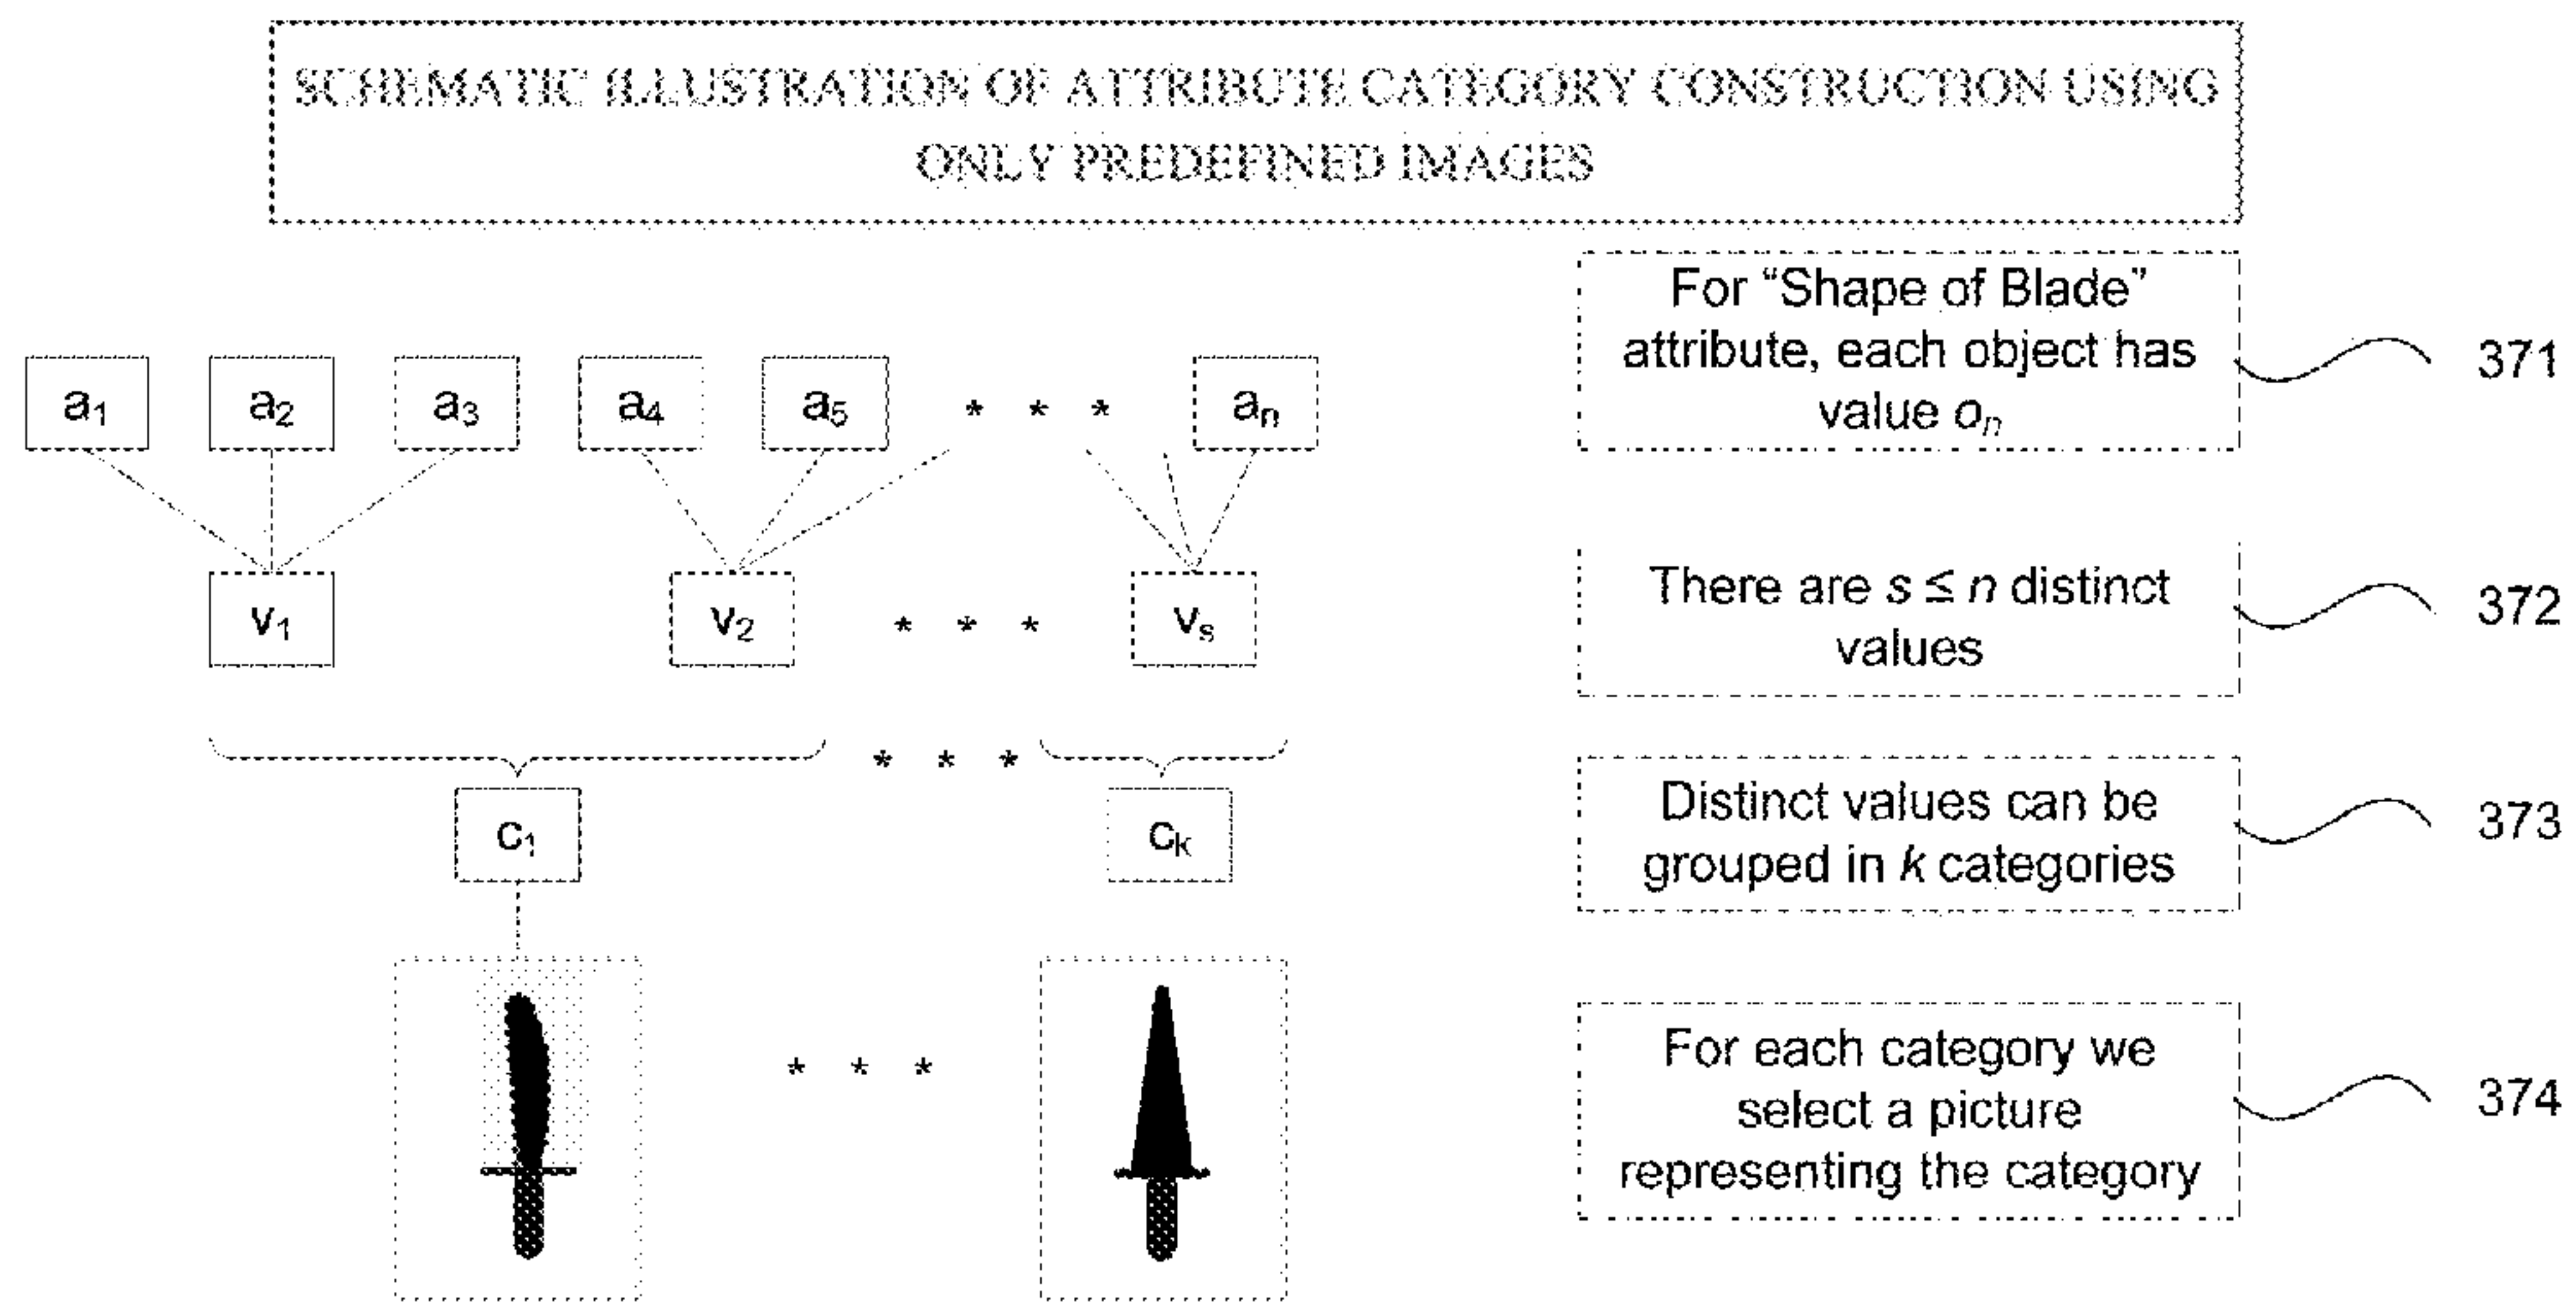 SCHEMATIC ILLUSTRATION OF ATTRIBUTE CATEGORY CONSTRUCTION USING
ONLY PREDEFINED IMAGES
For “Shape of Blade”
attribute, each object has
value oₙ
371
a₁ a₂ a₃ a₄ a₅ * * * aₙ
There are s ≤ n distinct
values
372
v₁ v₂ * * * vₛ
* * *
Distinct values can be
grouped in k categories
373
c₁ cₖ
For each category we
select a picture
representing the category
374
* * *